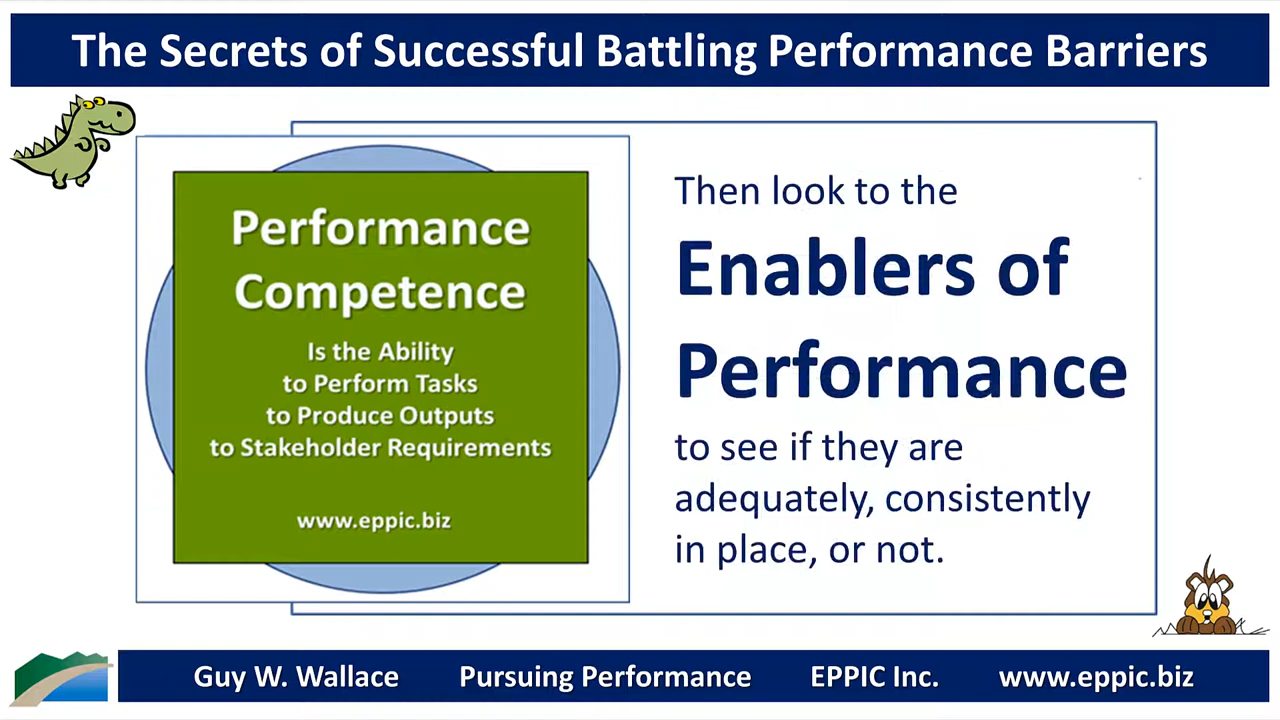 The Secrets of Successful Battling Performance Barriers
Performance
Competence
Is the Ability
to Perform Tasks
to Produce Outputs
to Stakeholder Requirements
www.eppic.biz
Then look to the
Enablers of
Performance
to see if they are
adequately, consistently
in place, or not.
Guy W. Wallace Pursuing Performance EPPIC Inc. www.eppic.biz